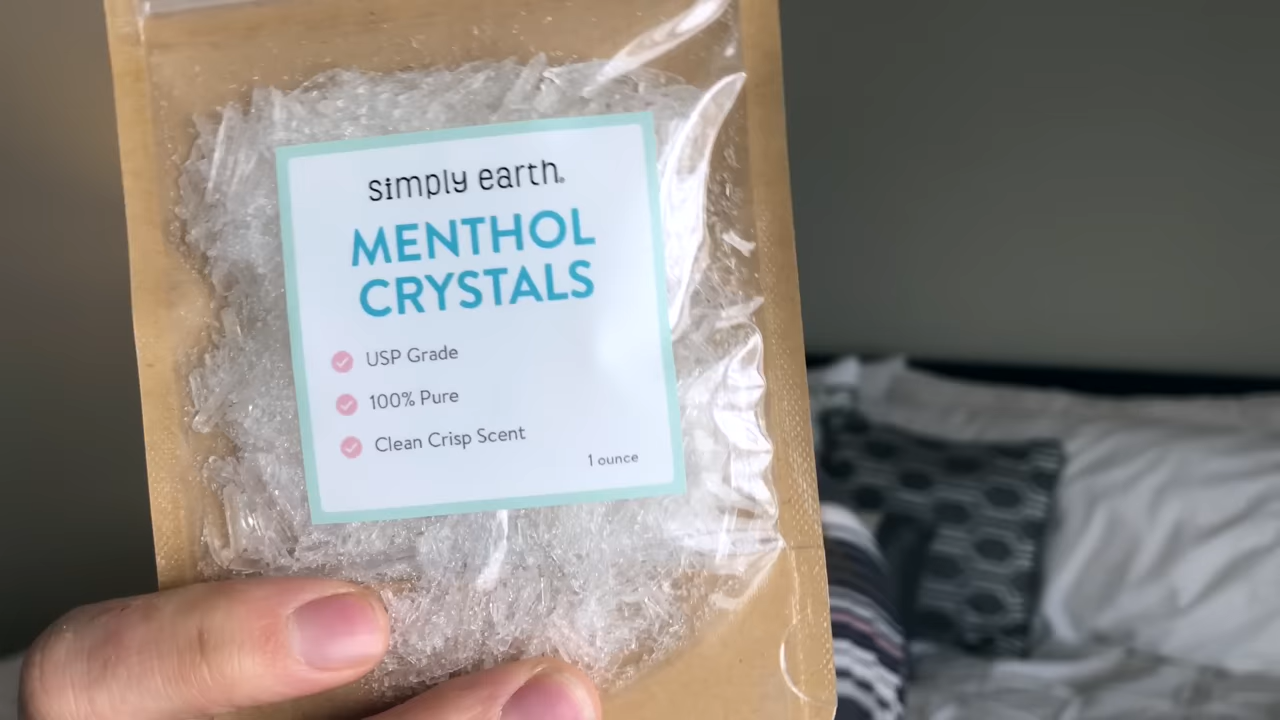 simply earth.
MENTHOL
CRYSTALS
USP Grade
100% Pure
Clean Crisp Scent
1 ounce